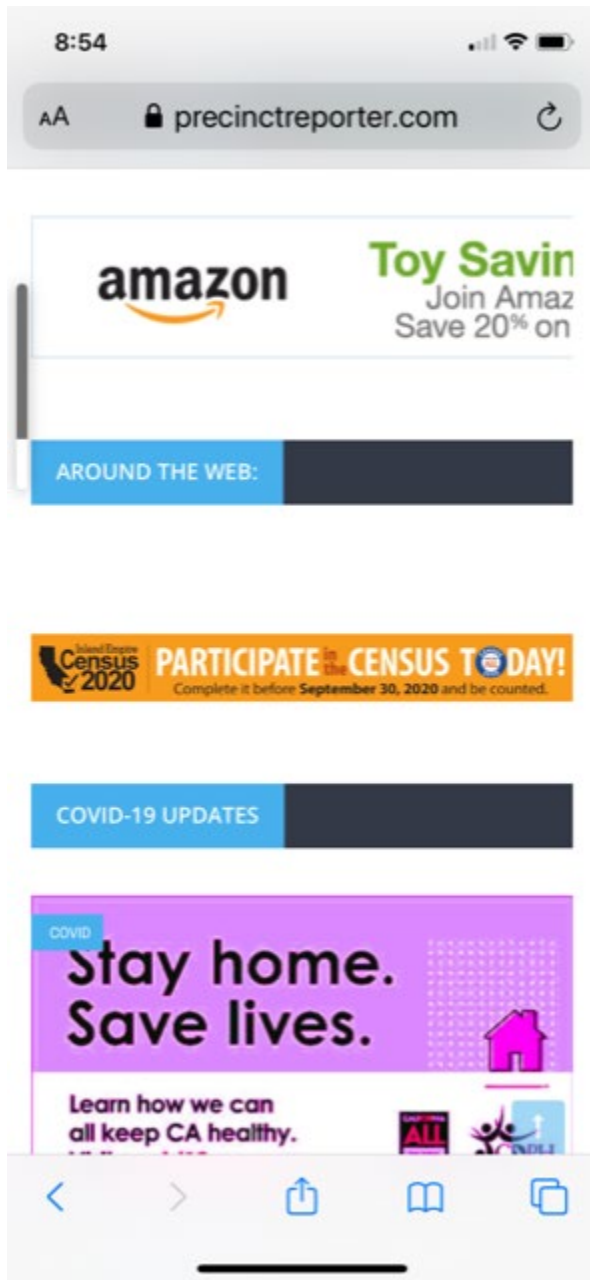 8:54
AA precinctreporter.com
amazon
Toy Savin
Join Amaz
Save 20% on
AROUND THE WEB:
Inland Empire
Census
2020
PARTICIPATE in the CENSUS TODAY!
Complete it before September 30, 2020 and be counted.
COVID-19 UPDATES
COVID
Stay home.
Save lives.
Learn how we can
all keep CA healthy.
ALL